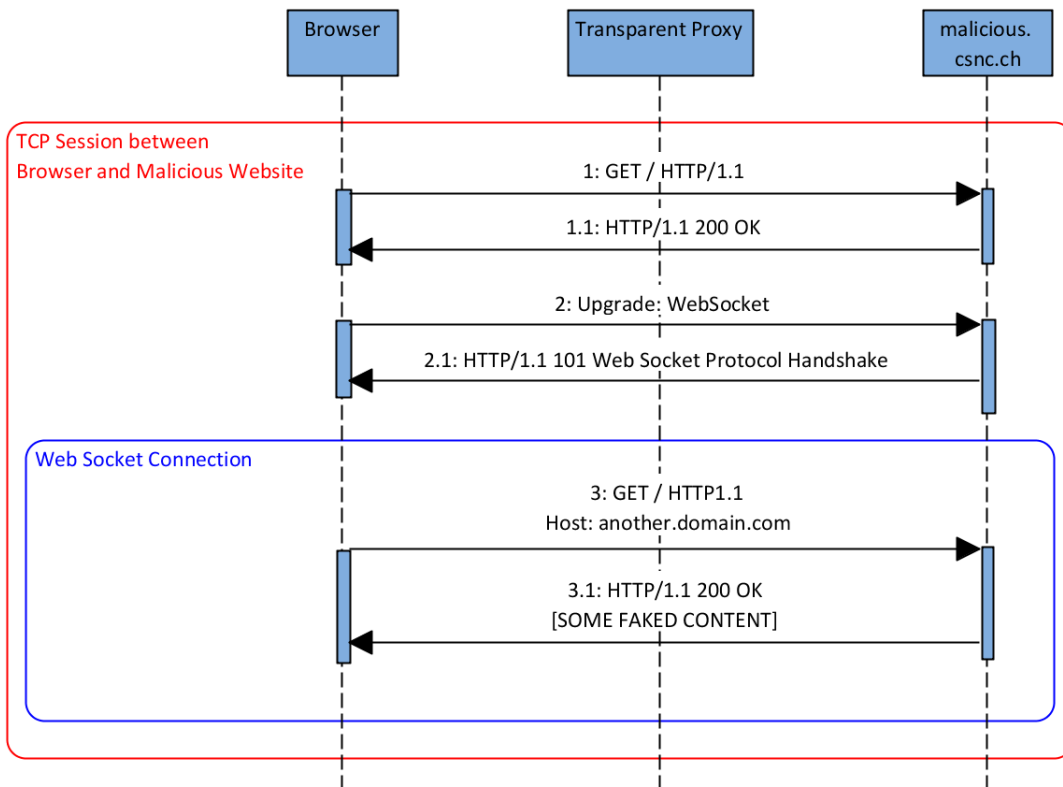 Browser
Transparent Proxy
malicious.
csnc.ch
TCP Session between
Browser and Malicious Website
1: GET / HTTP/1.1
1.1: HTTP/1.1 200 OK
2: Upgrade: WebSocket
2.1: HTTP/1.1 101 Web Socket Protocol Handshake
Web Socket Connection
3: GET / HTTP1.1
Host: another.domain.com
3.1: HTTP/1.1 200 OK
[SOME FAKED CONTENT]